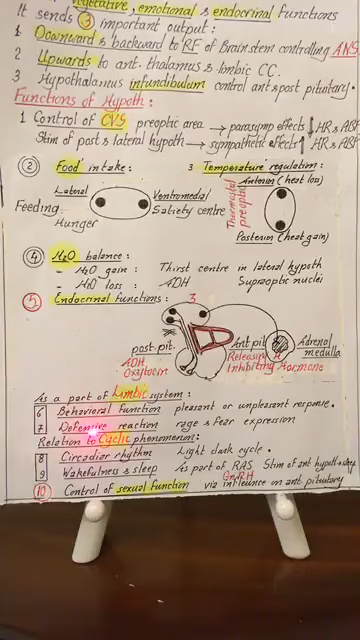 vegetative, emotional & endocrinal functions
It sends 3 important output:
1 Downward & backward to RF of Brainstem controlling ANS
2 Upwards to ant. thalamus & limbic CC.
3 Hypothalamus infundibulum control ant & post pituitary.
Functions of Hypoth:
1 Control of CVS preoptic area → parasymp effects ↓ HR & ABP
Stim of post & lateral hypoth → sympathetic effects ↑ HR & ABP
2 Food intake:
Lateral
Feeding
Hunger
Ventromedial
Satiety centre
3 Temperature regulation:
Anterior (heat loss)
Thermostat
preoptic
Posterior (heat gain)
4 H2O balance:
- H2O gain: Thirst centre in lateral hypoth
- H2O loss: ADH Supraoptic nuclei
5 Endocrinal functions: 3
post-pit.
ADH
Oxytocin
Ant pit
Releasing H
Inhibiting Hormone
Adrenal
medulla
As a part of Limbic system:
6 Behavioral Function pleasant or unpleasant response.
7 Defensive reaction rage & fear expression
Relation to Cyclic phenomenon:
8 Circadian rhythm Light dark cycle.
9 Wakefulness & sleep As part of RAS Stim of ant hypoth → sleep
GnRH
10 Control of sexual function via influence on ant pituitary